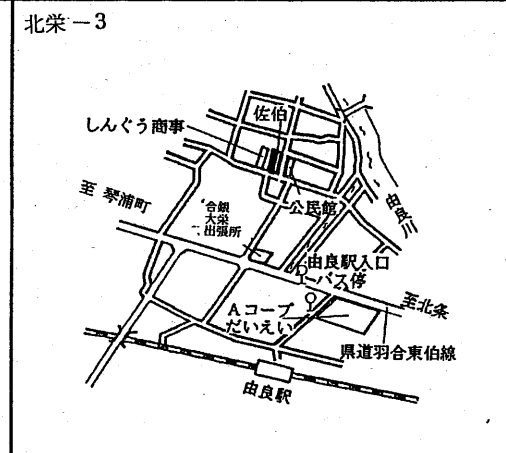 北栄－3
佐伯
しんぐう商事
至 琴浦町
公民館
由良川
合銀
大栄
出張所
由良駅入口
バス停
至北条
Aコープ
だいえい
県道羽合東伯線
由良駅